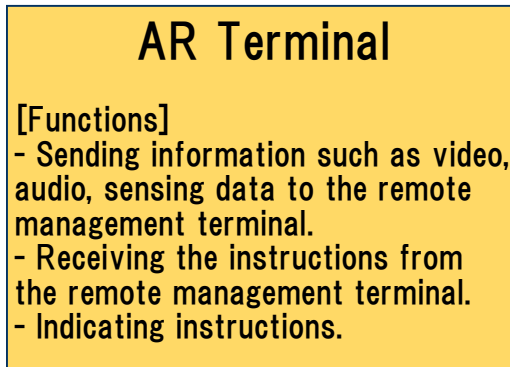 AR Terminal
[Functions]
- Sending information such as video,
audio, sensing data to the remote
management terminal.
- Receiving the instructions from
the remote management terminal.
- Indicating instructions.